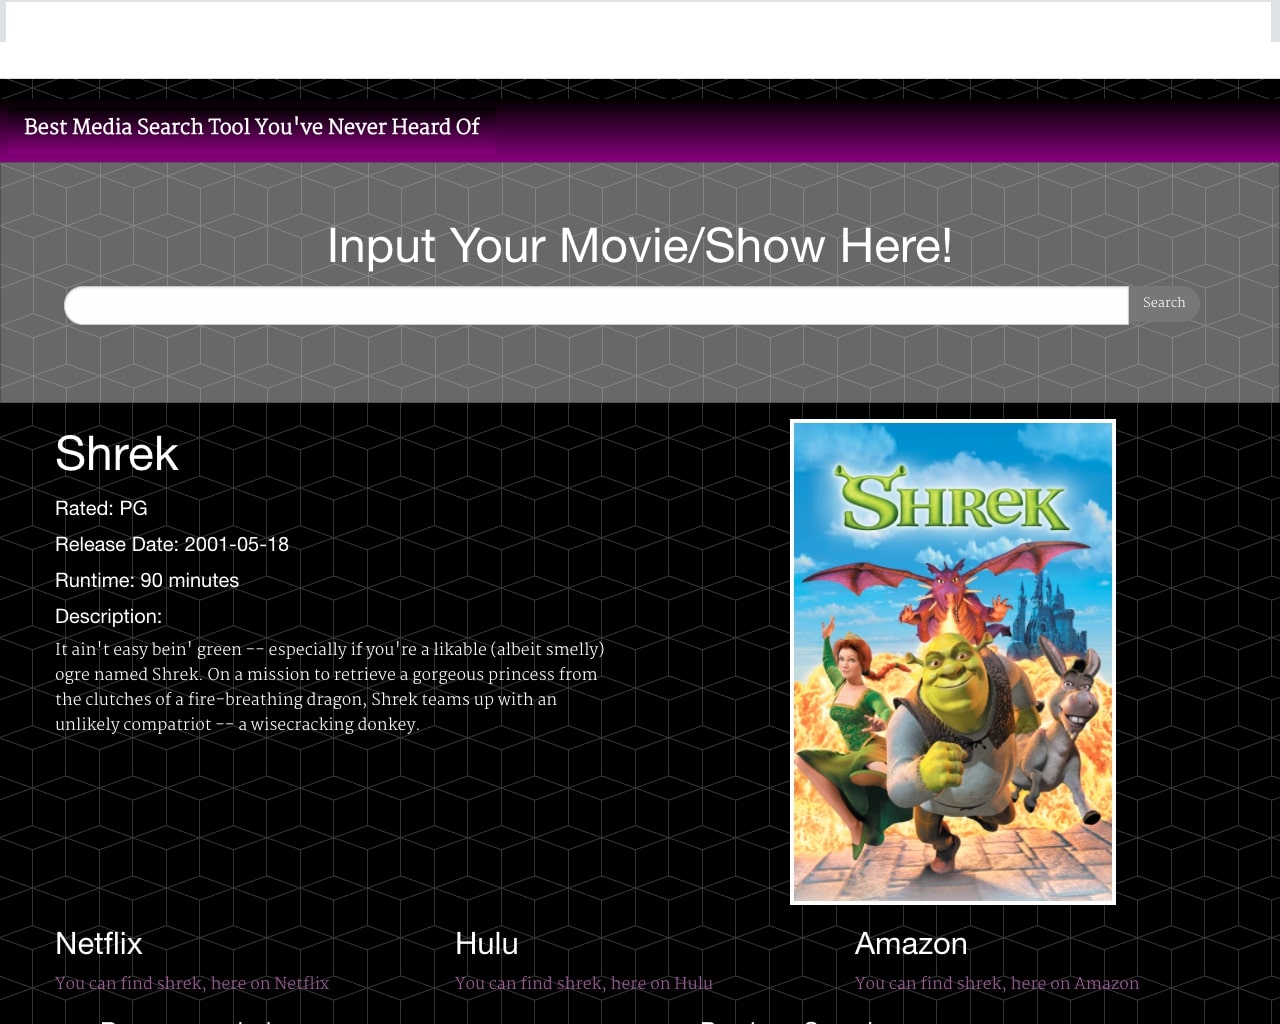 Best Media Search Tool You've Never Heard Of
Input Your Movie/Show Here!
Search
Shrek
SHREK
Rated: PG
Release Date: 2001-05-18
Runtime: 90 minutes
Description:
It ain't easy bein' green -- especially if you're a likable (albeit smelly)
ogre named Shrek. On a mission to retrieve a gorgeous princess from
the clutches of a fire-breathing dragon, Shrek teams up with an
unlikely compatriot -- a wisecracking donkey.
Netflix
Hulu
Amazon
You can find shrek, here on Netflix
You can find shrek, here on Hulu
You can find shrek, here on Amazon